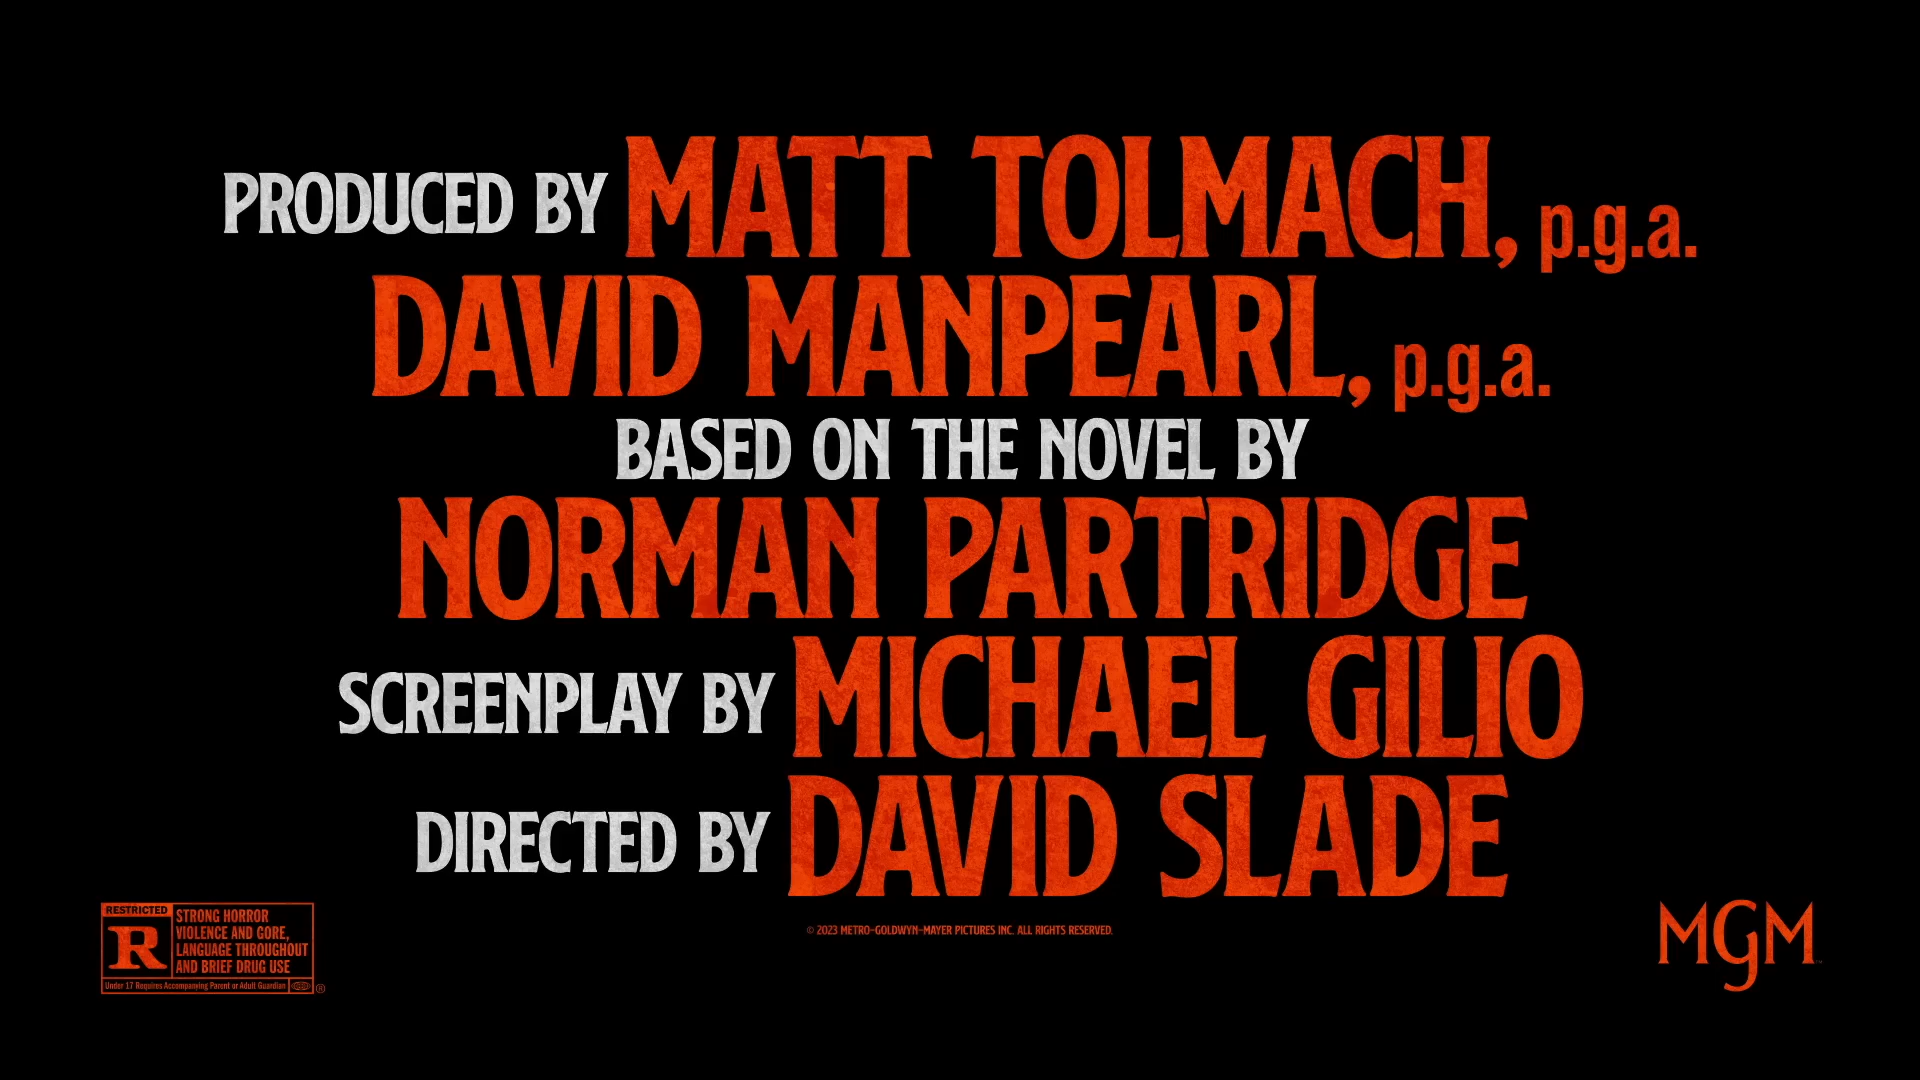 PRODUCED BY MATT TOLMACH, p.g.a.
DAVID MANPEARL, p.g.a.
BASED ON THE NOVEL BY
NORMAN PARTRIDGE
SCREENPLAY BY MICHAEL GILIO
DIRECTED BY DAVID SLADE
© 2023 METRO-GOLDWYN-MAYER PICTURES INC. ALL RIGHTS RESERVED.
RESTRICTED
R
STRONG HORROR
VIOLENCE AND GORE,
LANGUAGE THROUGHOUT
AND BRIEF DRUG USE
Under 17 Requires Accompanying Parent or Adult Guardian
®
MGM